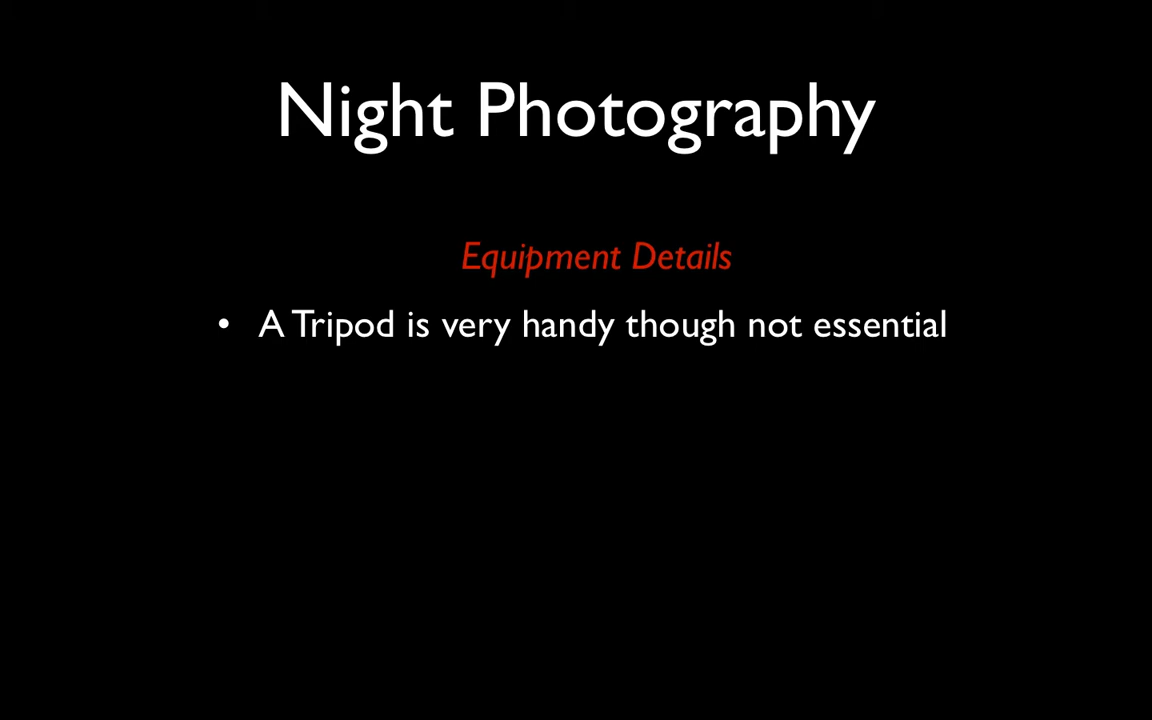 Night Photography
Equipment Details
• A Tripod is very handy though not essential